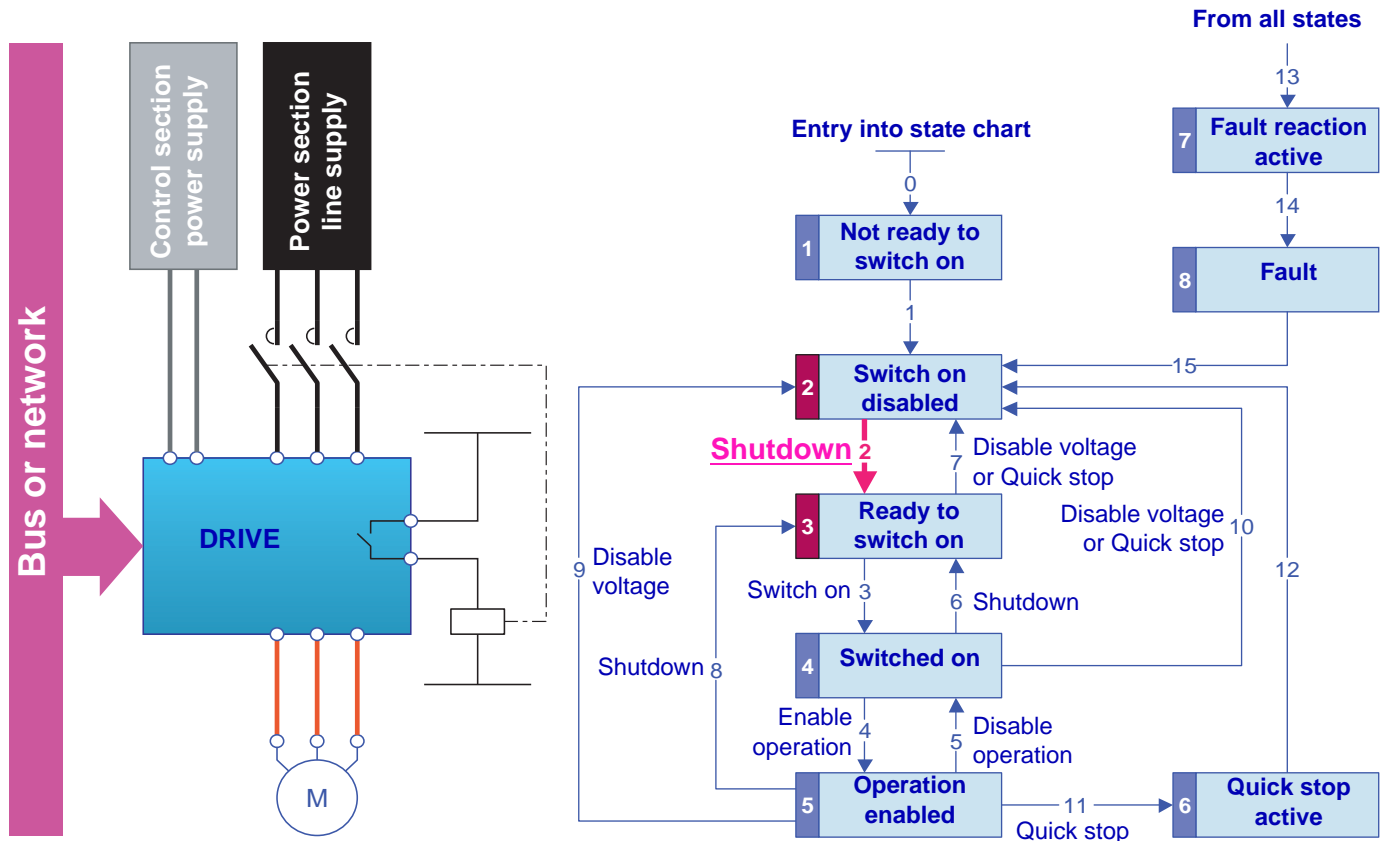 Bus or network
Control section
power supply
Power section
line supply
DRIVE
M
From all states
13
7
Fault reaction
active
14
8
Fault
15
Entry into state chart
0
1
Not ready to
switch on
1
2
Switch on
disabled
Shutdown 2
7
Disable voltage
or Quick stop
3
Ready to
switch on
Disable voltage
or Quick stop
10
9
Disable
voltage
12
Switch on 3
6 Shutdown
4
Switched on
Shutdown 8
Enable
operation
4
5
Disable
operation
5
Operation
enabled
11
Quick stop
6
Quick stop
active